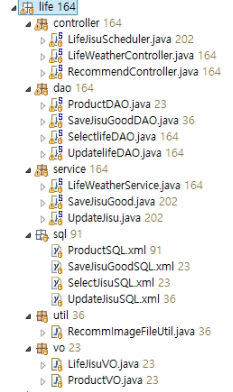 life 164
controller 164
LifeJisuScheduler.java 202
LifeWeatherController.java 164
RecommendController.java 164
dao 164
ProductDAO.java 23
SaveJisuGoodDAO.java 36
SelectlifeDAO.java 164
UpdatelifeDAO.java 164
service 164
LifeWeatherService.java 164
SaveJisuGood.java 202
UpdateJisu.java 202
sql 91
ProductSQL.xml 91
SaveJisuGoodSQL.xml 23
SelectJisuSQL.xml 23
UpdateJisuSQL.xml 36
util 36
RecommImageFileUtil.java 36
vo 23
LifeJisuVO.java 23
ProductVO.java 23